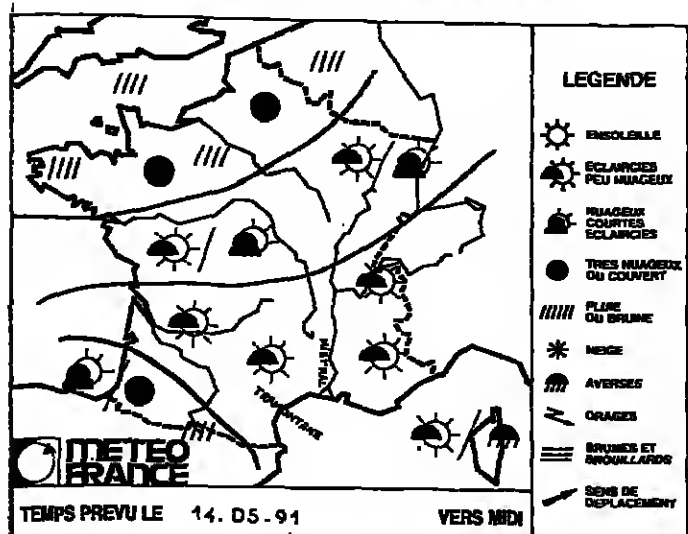 MISTRAL
TRAMONTANE
METEO
FRANCE
TEMPS PREVU LE 14.05-91 VERS MIDI
LEGENDE
ENSOLEILLE
ECLAIRCIES
PEU NUAGEUX
NUAGEUX
COURTES
ECLAIRCIES
TRES NUAGEUX
OU COUVERT
PLUIE
OU BRUINE
NEIGE
AVERSES
ORAGES
BRUMES ET
BROUILLARDS
SENS DE
DEPLACEMENT